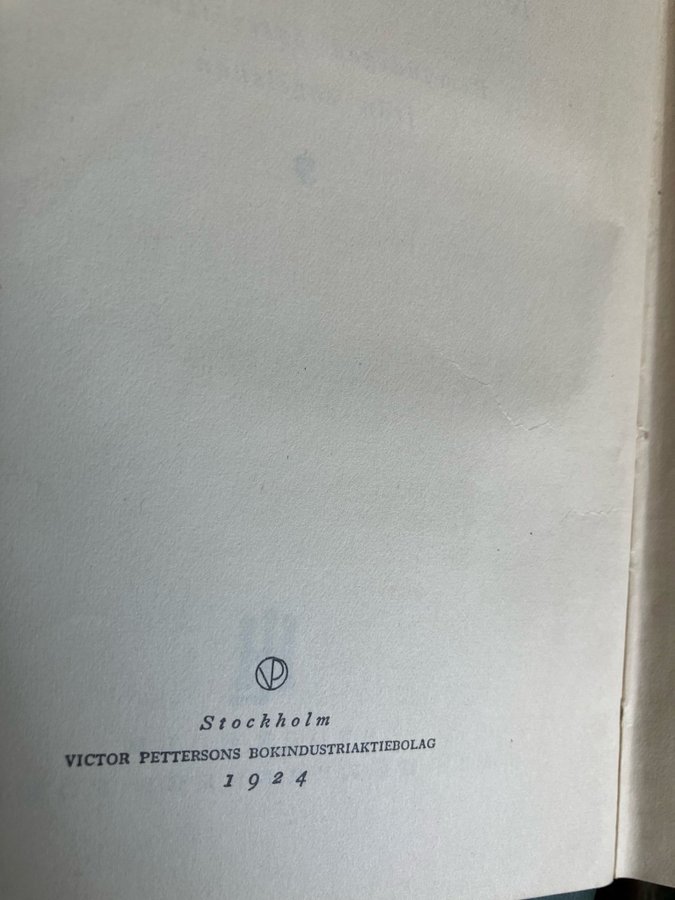 VP
Stockholm
VICTOR PETTERSONS BOKINDUSTRIAKTIEBOLAG
1924